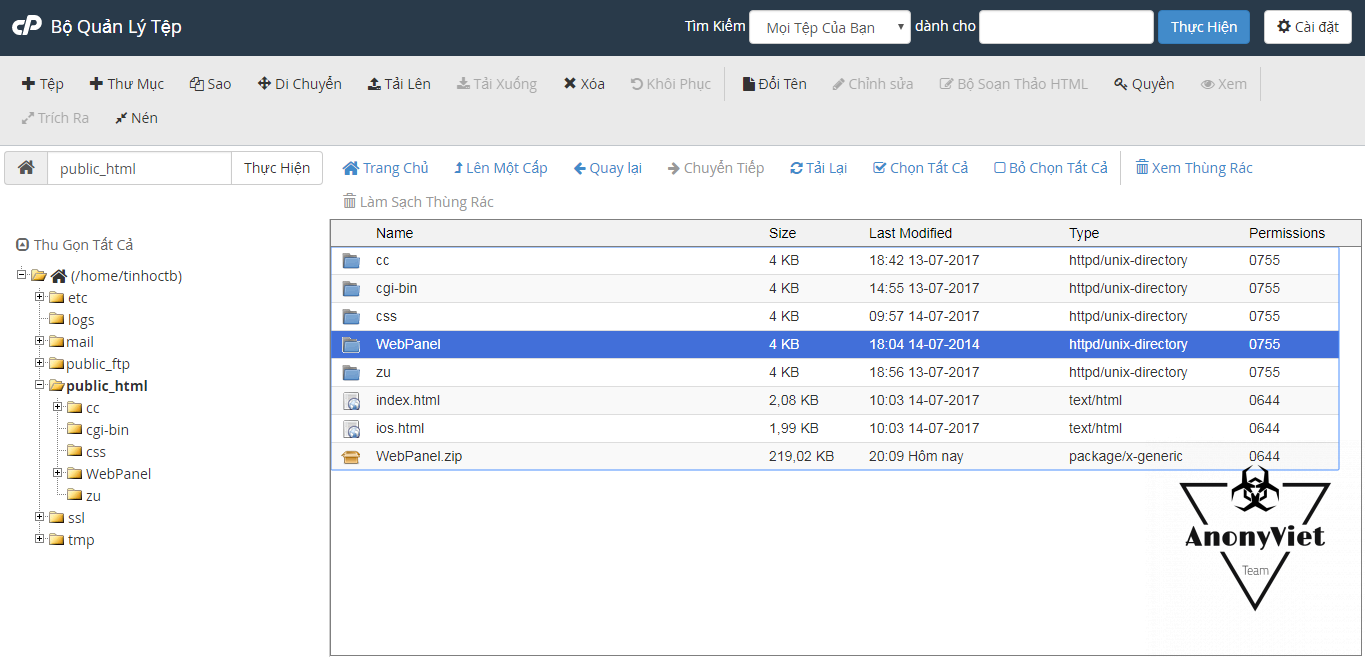 cP Bộ Quản Lý Tệp Tìm Kiếm Mọi Tệp Của Bạn dành cho Thực Hiện Cài đặt
Tệp Thư Mục Sao Di Chuyển Tải Lên Tải Xuống Xóa Khôi Phục Đổi Tên Chỉnh sửa Bộ Soạn Thảo HTML Quyền Xem
Trích Ra Nén
public_html Thực Hiện Trang Chủ Lên Một Cấp Quay lại Chuyển Tiếp Tải Lại Chọn Tất Cả Bỏ Chọn Tất Cả Xem Thùng Rác
Làm Sạch Thùng Rác
Thu Gọn Tất Cả
(/home/tinhoctb)
etc
logs
mail
public_ftp
public_html
cc
cgi-bin
css
WebPanel
zu
ssl
tmp
Name Size Last Modified Type Permissions
cc 4 KB 18:42 13-07-2017 httpd/unix-directory 0755
cgi-bin 4 KB 14:55 13-07-2017 httpd/unix-directory 0755
css 4 KB 09:57 14-07-2017 httpd/unix-directory 0755
WebPanel 4 KB 18:04 14-07-2014 httpd/unix-directory 0755
zu 4 KB 18:56 13-07-2017 httpd/unix-directory 0755
index.html 2,08 KB 10:03 14-07-2017 text/html 0644
ios.html 1,99 KB 10:03 14-07-2017 text/html 0644
WebPanel.zip 219,02 KB 20:09 Hôm nay package/x-generic 0644
AnonyViet
Team